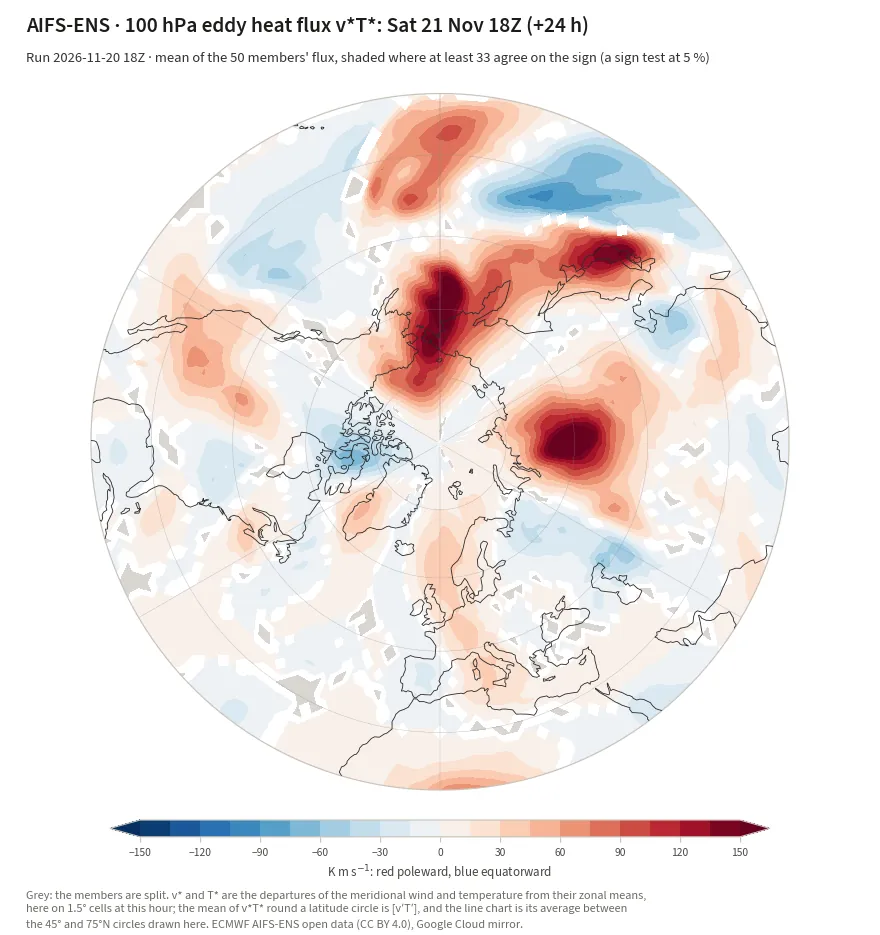 AIFS-ENS · 100 hPa eddy heat flux v*T*: Sat 21 Nov 18Z (+24 h)
Run 2026-11-20 18Z · mean of the 50 members' flux, shaded where at least 33 agree on the sign (a sign test at 5 %)
−150 −120 −90 −60 −30 0 30 60 90 120 150
K m s⁻¹: red poleward, blue equatorward
Grey: the members are split. v* and T* are the departures of the meridional wind and temperature from their zonal means,
here on 1.5° cells at this hour; the mean of v*T* round a latitude circle is [v'T'], and the line chart is its average between
the 45° and 75°N circles drawn here. ECMWF AIFS-ENS open data (CC BY 4.0), Google Cloud mirror.